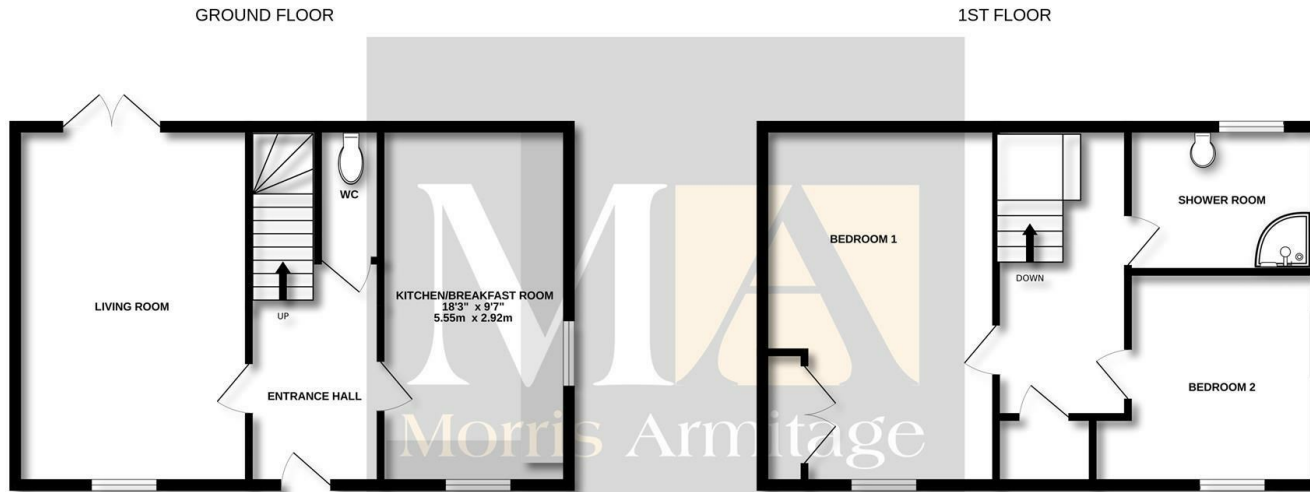 GROUND FLOOR
1ST FLOOR
WC
SHOWER ROOM
BEDROOM 1
DOWN
LIVING ROOM
KITCHEN/BREAKFAST ROOM
18'3" x 9'7"
5.55m x 2.92m
UP
ENTRANCE HALL
BEDROOM 2
MA
Morris Armitage